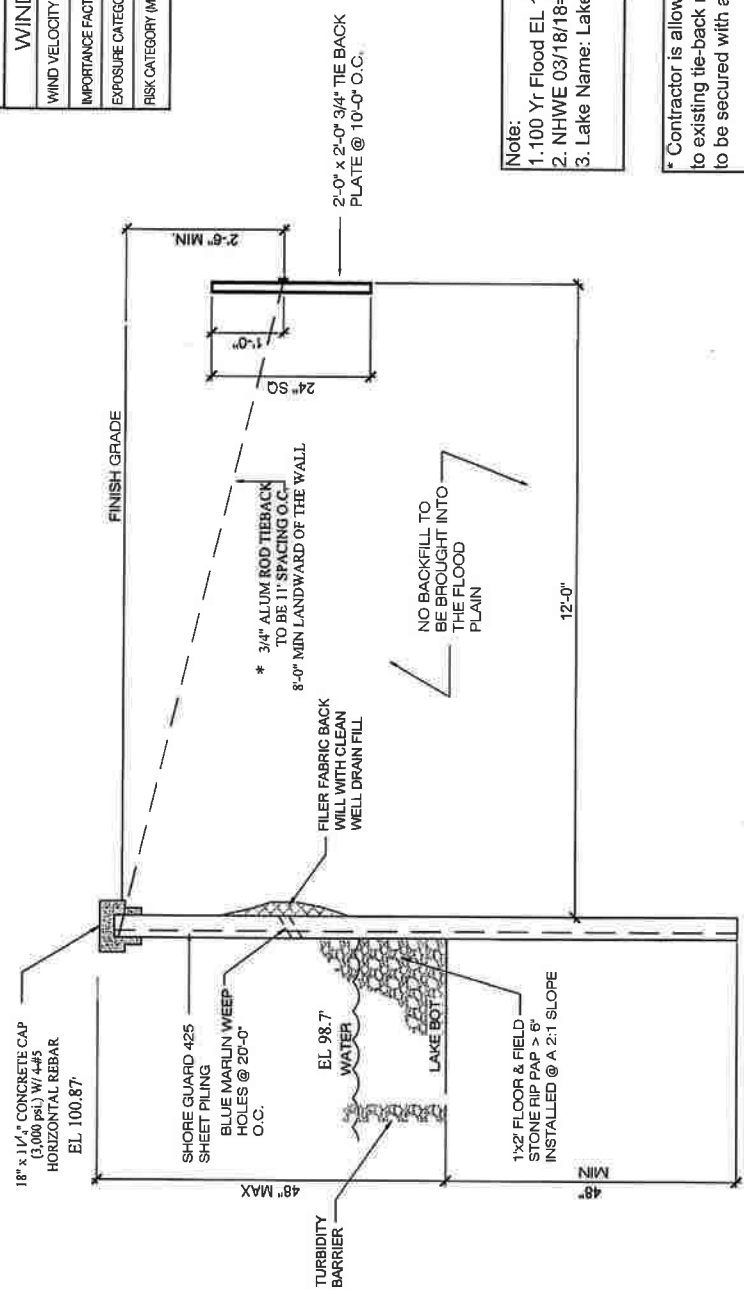 18" x 11¼" CONCRETE CAP
(3,000 psi.) W/ 4-#5
HORIZONTAL REBAR
EL 100.87'
SHORE GUARD 425
SHEET PILING
BLUE MARLIN WEEP
HOLES @ 20'-0"
O.C.
EL 98.7'
WATER
LAKE BOT
1'x2' FLOOR & FIELD
STONE RIP PAP > 6"
INSTALLED @ A 2:1 SLOPE
TURBIDITY
BARRIER
48" MAX
48"
MIN
FINISH GRADE
* 3/4" ALUM ROD TIEBACK
TO BE 11' SPACING O.C.
8'-0" MIN LANDWARD OF THE WALL
FILER FABRIC BACK
WILL WITH CLEAN
WELL DRAIN FILL
NO BACKFILL TO
BE BROUGHT INTO
THE FLOOD
PLAIN
12'-0"
2'-6" MIN.
1'-0"
24" SQ
2'-0" x 2'-0" 3/4" TIE BACK
PLATE @ 10'-0" O.C.
WIND
WIND VELOCITY
IMPORTANCE FACT
EXPOSURE CATEGO
RISK CATEGORY (M
Note:
1.100 Yr Flood EL
2. NHWE 03/18/18=
3. Lake Name: Lake
* Contractor is allow
to existing tie-back
to be secured with a